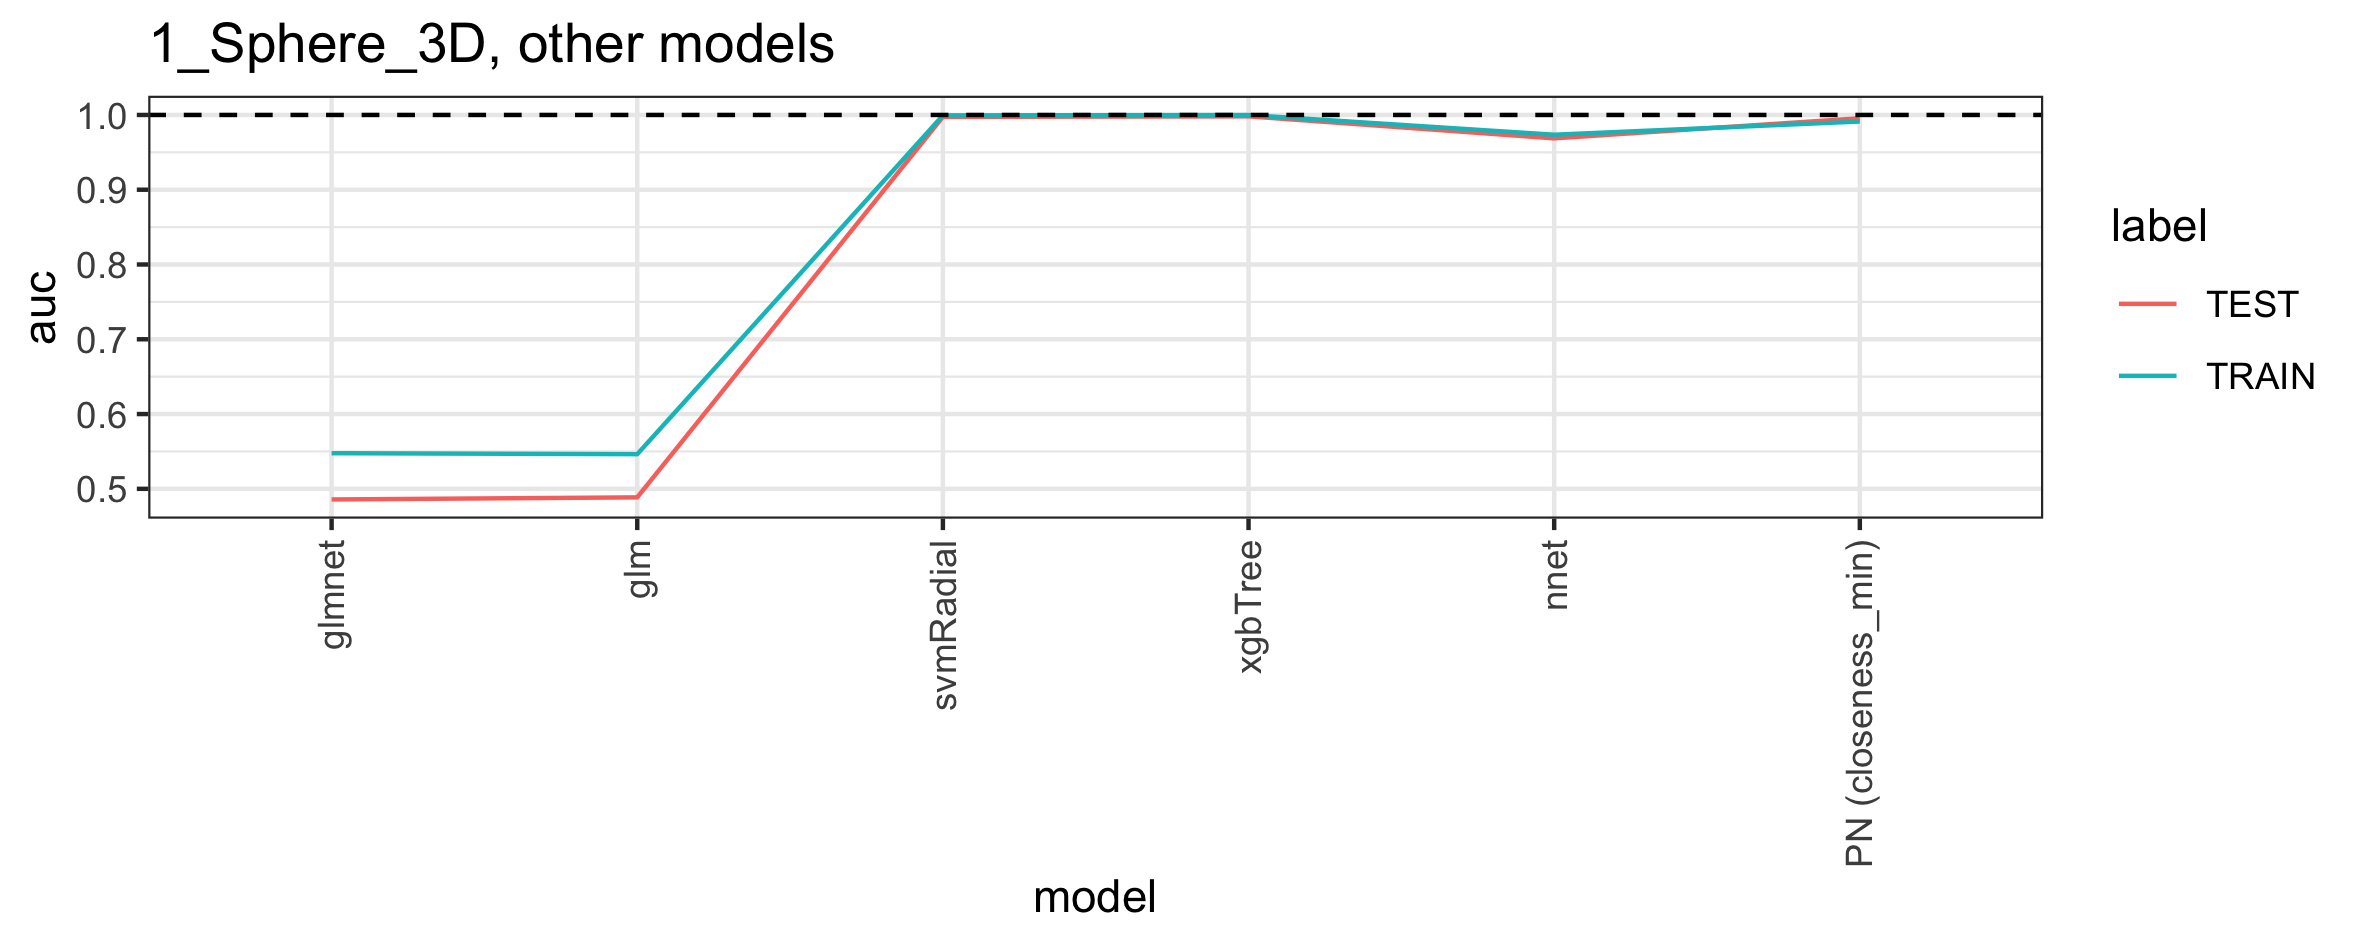 1_Sphere_3D, other models
auc
1.0
0.9
0.8
0.7
0.6
0.5
glmnet
glm
svmRadial
xgbTree
nnet
PN (closeness_min)
model
label
TEST
TRAIN